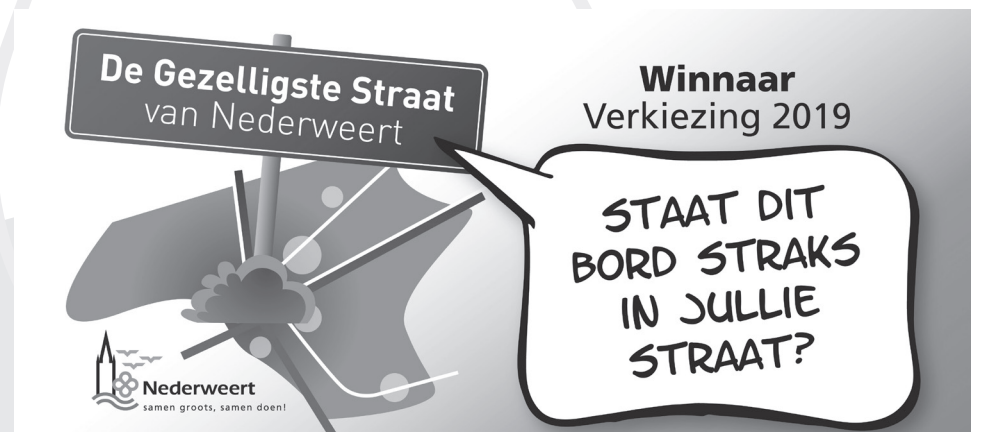 De Gezelligste Straat
van Nederweert
Winnaar
Verkiezing 2019
STAAT DIT
BORD STRAKS
IN JULLIE
STRAAT?
Nederweert
samen groots, samen doen!